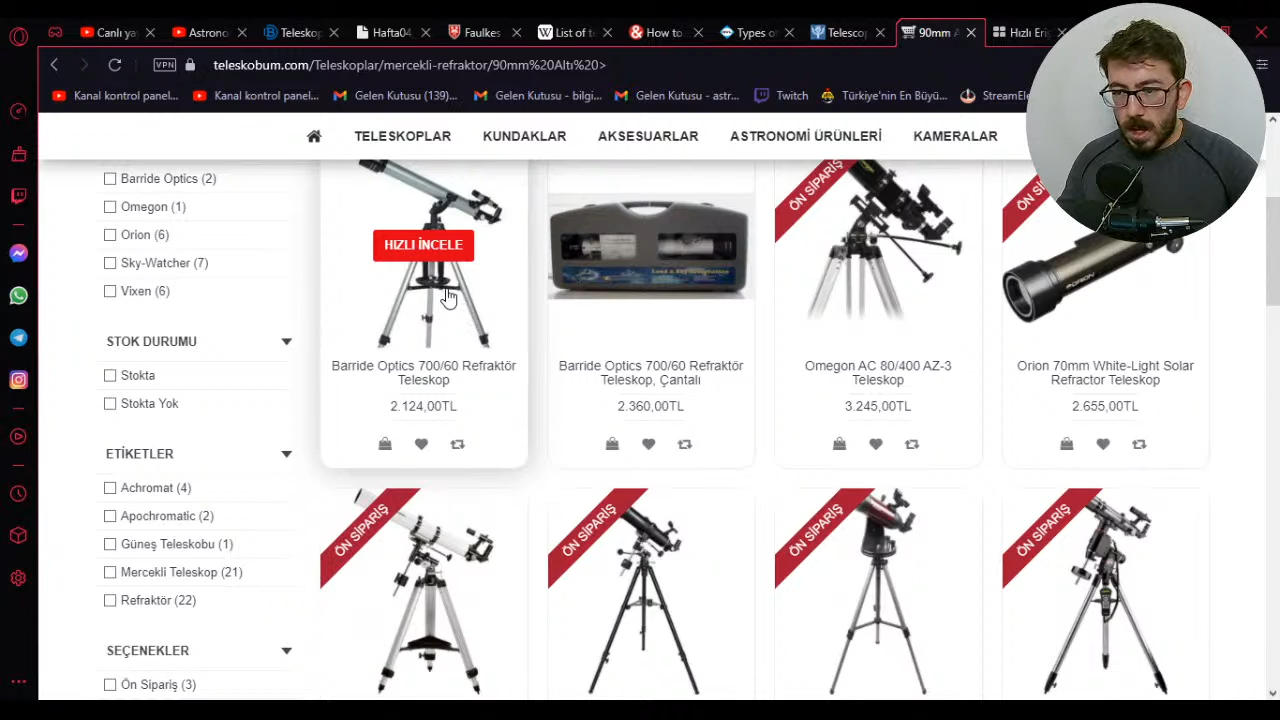 Canlı ya
Astrono
Teleskop
Hafta04
Faulkes
List of t
How to
Types o
Telescop
90mm A
Hızlı Eriş
VPN
teleskobum.com/Teleskoplar/mercekli-refraktor/90mm%20Altı%20>
Kanal kontrol panel...
Kanal kontrol panel...
Gelen Kutusu (139)...
Gelen Kutusu - bilgi...
Gelen Kutusu - astr...
Twitch
Türkiye'nin En Büyü...
StreamEle
TELESKOPLAR
KUNDAKLAR
AKSESUARLAR
ASTRONOMİ ÜRÜNLERİ
KAMERALAR
Barride Optics (2)
Omegon (1)
Orion (6)
Sky-Watcher (7)
Vixen (6)
STOK DURUMU
Stokta
Stokta Yok
ETİKETLER
Achromat (4)
Apochromatic (2)
Güneş Teleskobu (1)
Mercekli Teleskop (21)
Refraktör (22)
SEÇENEKLER
Ön Sipariş (3)
HIZLI İNCELE
Barride Optics 700/60 Refraktör
Teleskop
2.124,00TL
Barride Optics 700/60 Refraktör
Teleskop, Çantalı
2.360,00TL
ÖN SİPARİŞ
Omegon AC 80/400 AZ-3
Teleskop
3.245,00TL
ÖN SİPARİŞ
ORION
Orion 70mm White-Light Solar
Refractor Teleskop
2.655,00TL
ÖN SİPARİŞ
ÖN SİPARİŞ
ÖN SİPARİŞ
ÖN SİPARİŞ